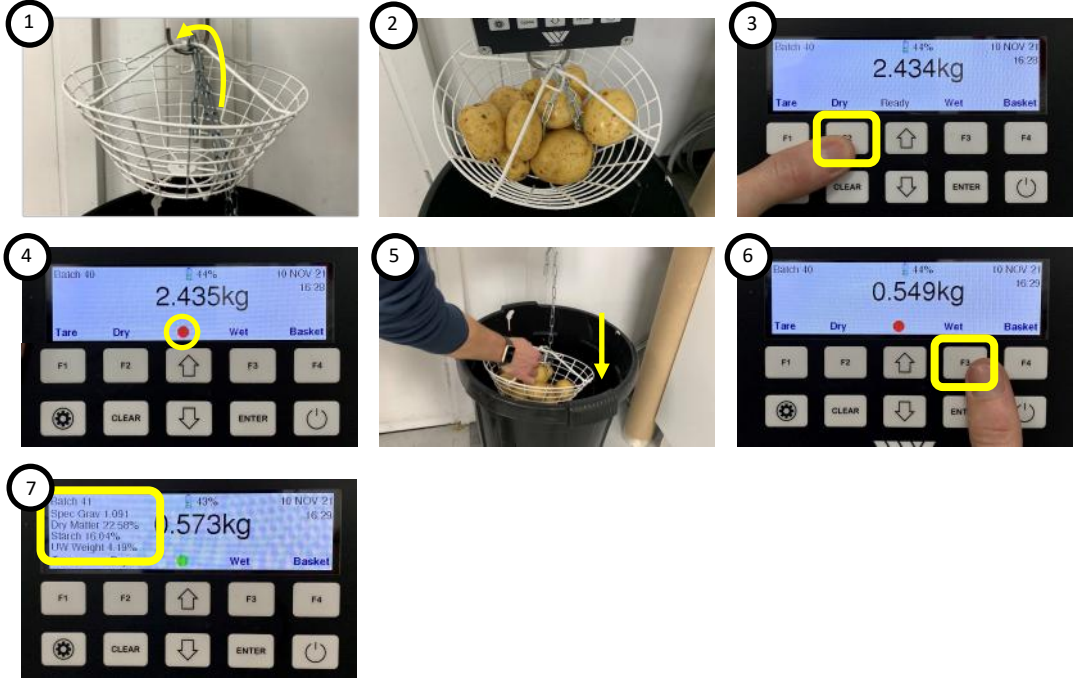 1
2
CLEAR
ENTER
3
Batch 40 44% 10 NOV 21
16:28
2.434kg
Tare Dry Ready Wet Basket
F1 F3 F4
CLEAR ENTER
4
Batch 40 44% 10 NOV 21
16:28
2.435kg
Tare Dry Wet Basket
F1 F2 F3 F4
CLEAR ENTER
5
6
Batch 40 44% 10 NOV 21
16:29
0.549kg
Tare Dry Wet Basket
F1 F2 F3 F4
CLEAR
7
Batch 41 43% 10 NOV 21
Spec Grav 1.091 16:29
Dry Matter 22.58%
0.573kg
Starch 16.04%
UW Weight 4.19%
Wet Basket
F1 F2 F3 F4
CLEAR ENTER